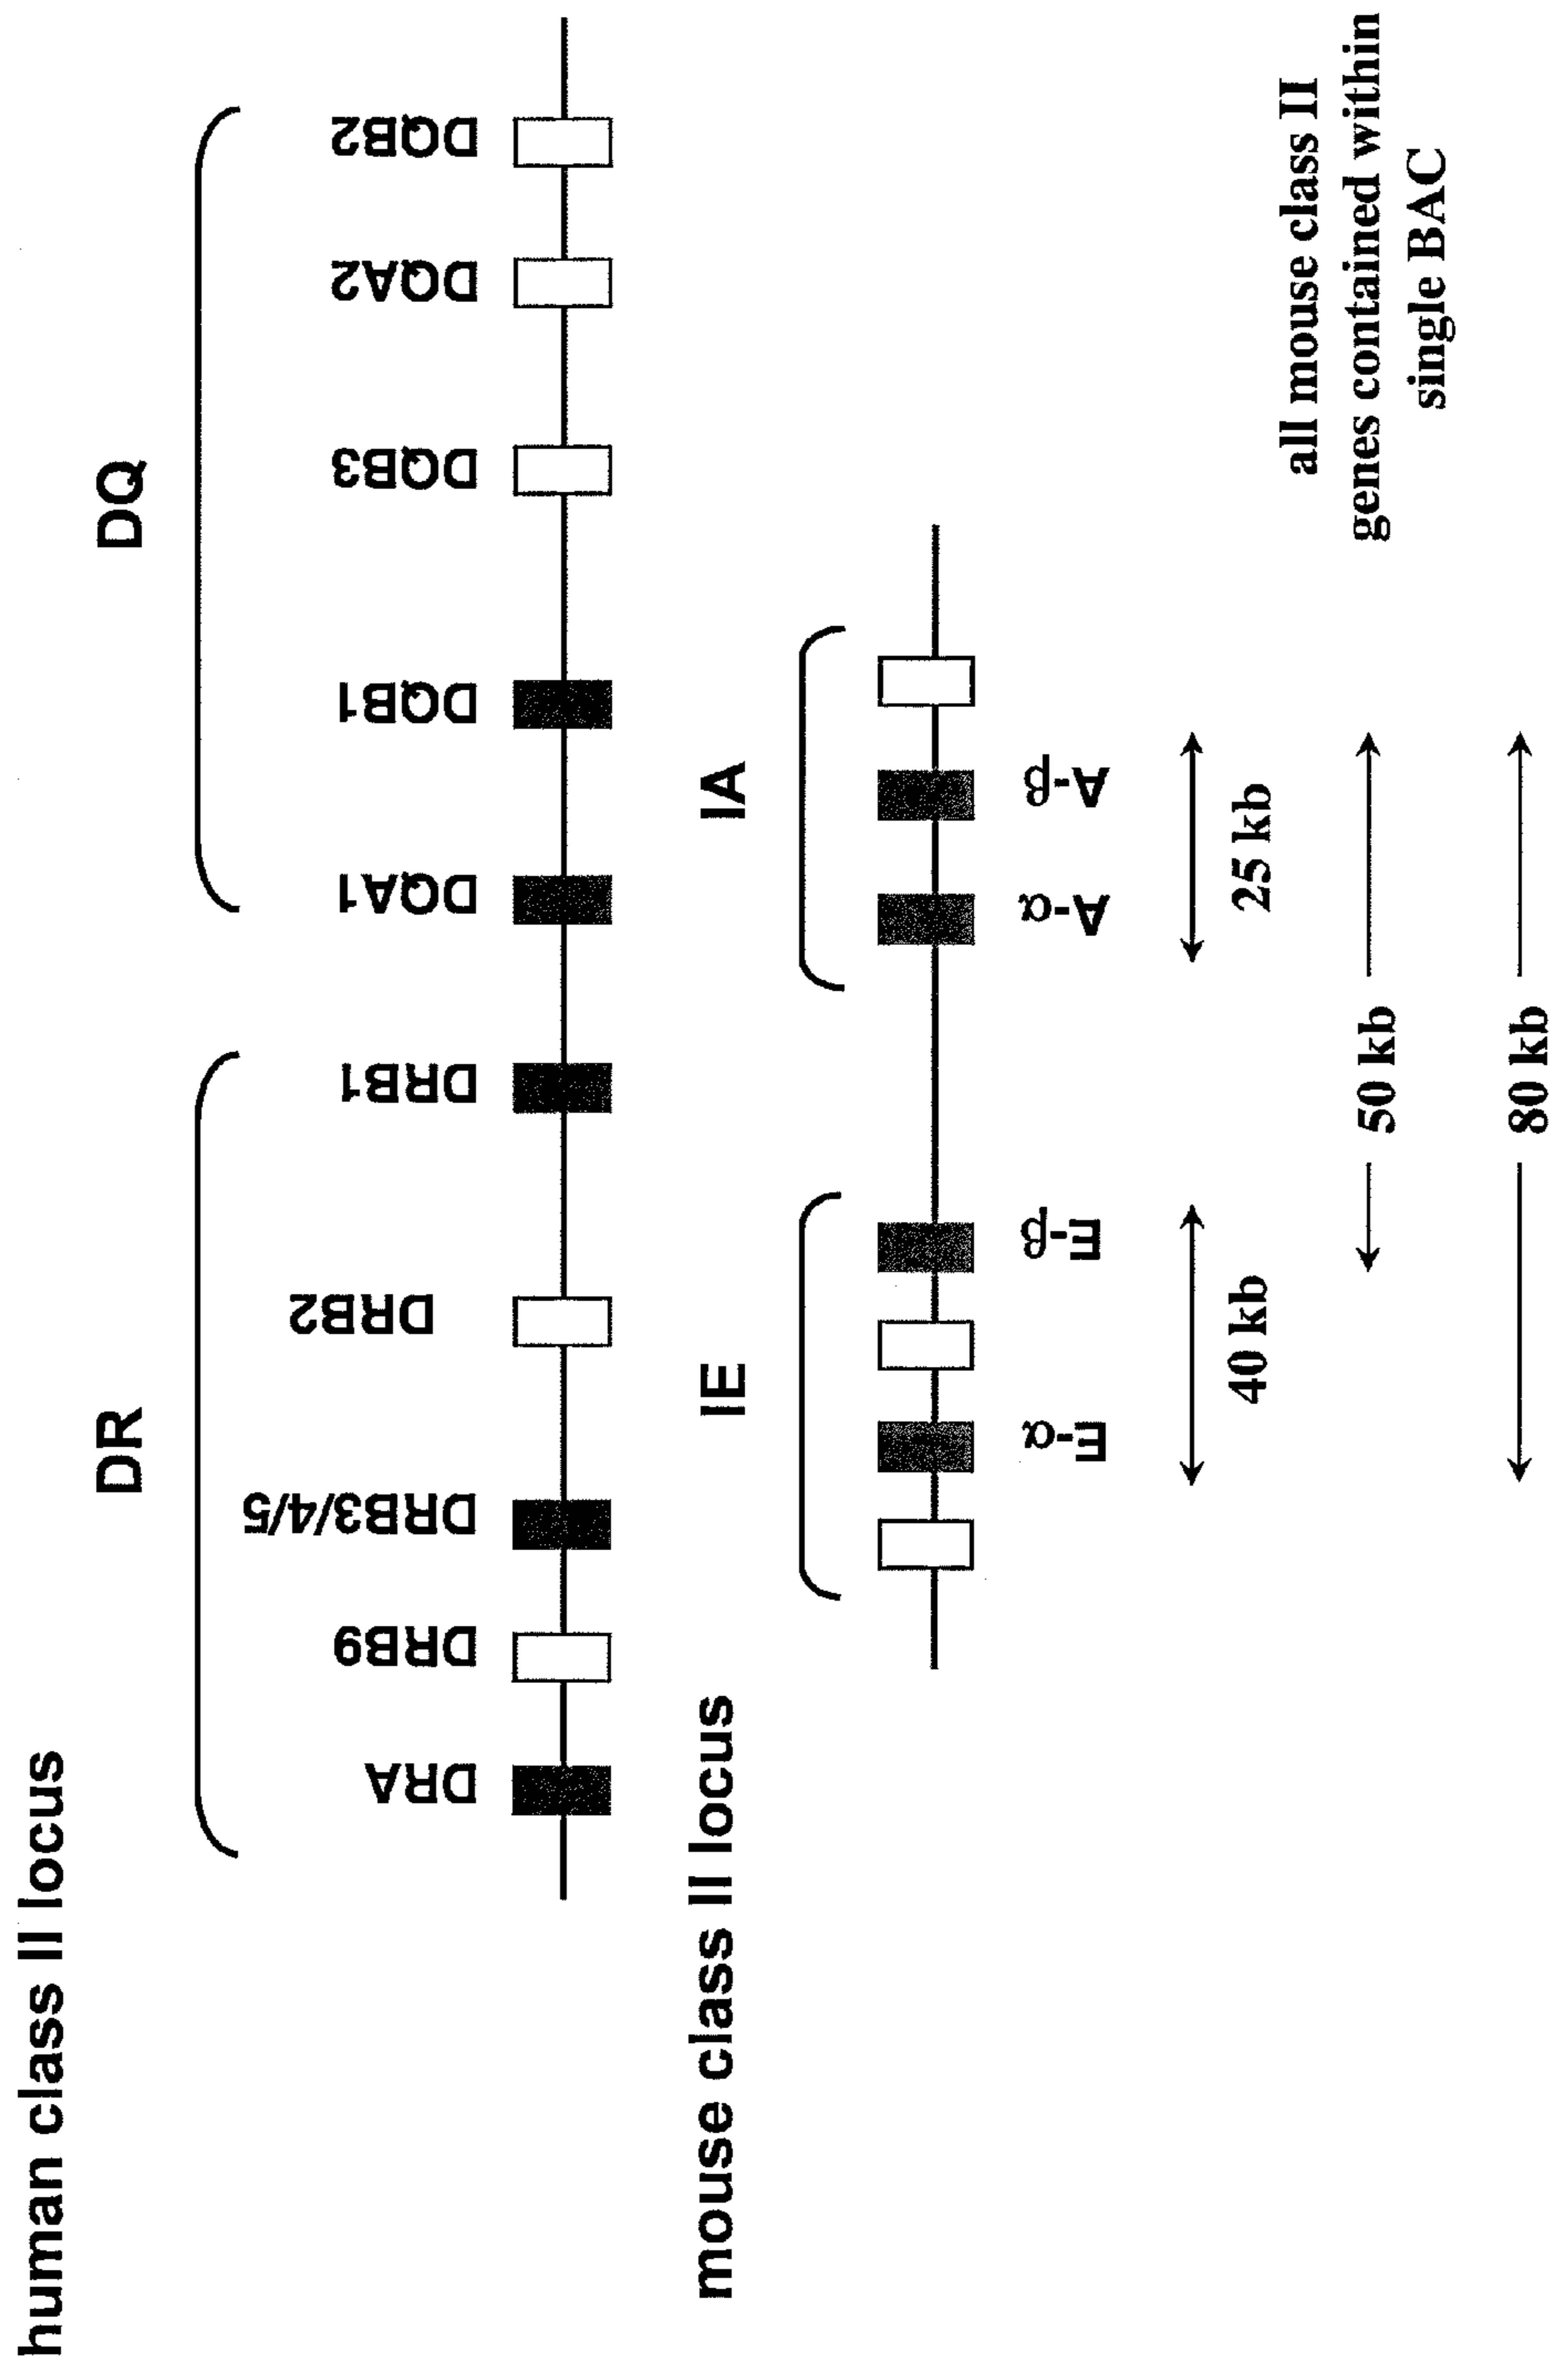 human class II locus
DR
DQ
DRA
DRB9
DRB3/4/5
DRB2
DRB1
DQA1
DQB1
DQB3
DQA2
DQB2
mouse class II locus
IE
IA
E-α
E-β
A-α
A-β
40 kb
25 kb
50 kb
80 kb
all mouse class II
genes contained within
single BAC